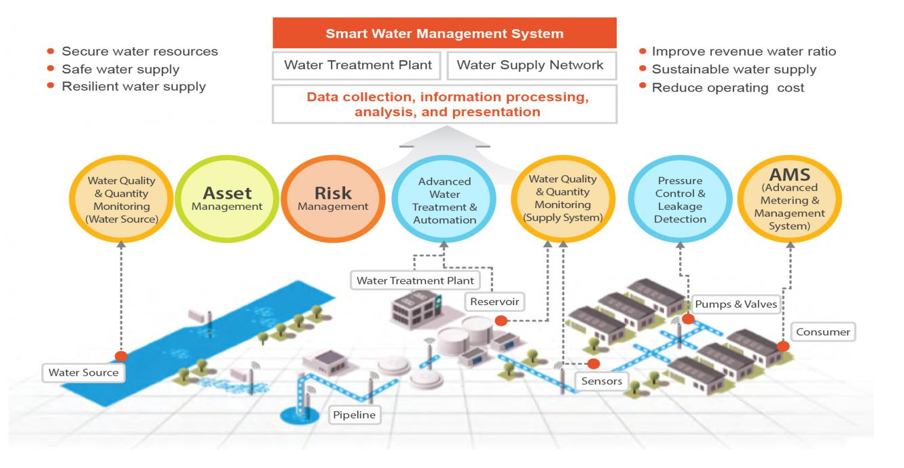 Smart Water Management System
Water Treatment Plant
Water Supply Network
Data collection, information processing,
analysis, and presentation
Secure water resources
Safe water supply
Resilient water supply
Improve revenue water ratio
Sustainable water supply
Reduce operating cost
Water Quality
& Quantity
Monitoring
(Water Source)
Asset
Management
Risk
Management
Advanced
Water
Treatment &
Automation
Water Quality
& Quantity
Monitoring
(Supply System)
Pressure
Control &
Leakage
Detection
AMS
(Advanced
Metering &
Management
System)
Water Treatment Plant
Reservoir
Pumps & Valves
Consumer
Water Source
Sensors
Pipeline